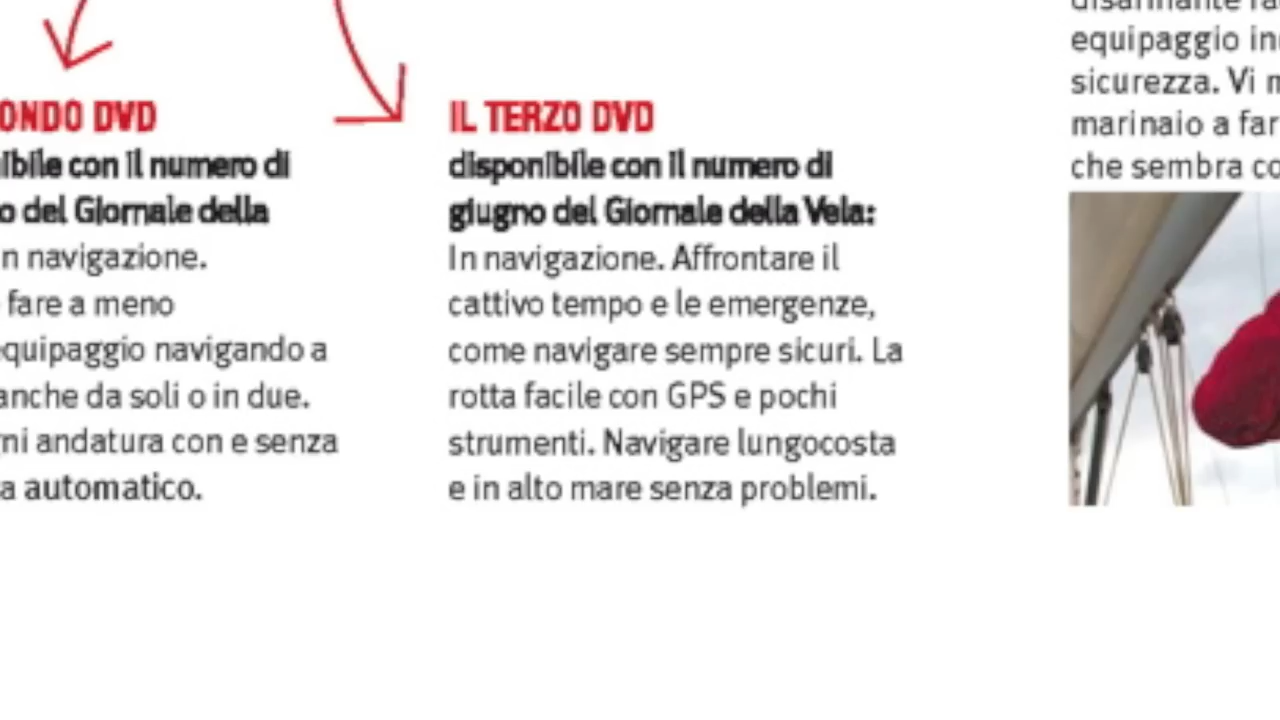 ONDO DVD
ibile con il numero di
o del Giornale della
n navigazione.
fare a meno
equipaggio navigando a
anche da soli o in due.
gni andatura con e senza
a automatico.
IL TERZO DVD
disponibile con il numero di
giugno del Giornale della Vela:
In navigazione. Affrontare il
cattivo tempo e le emergenze,
come navigare sempre sicuri. La
rotta facile con GPS e pochi
strumenti. Navigare lungocosta
e in alto mare senza problemi.
equipaggio in
sicurezza. Vi m
marinaio a far
che sembra co